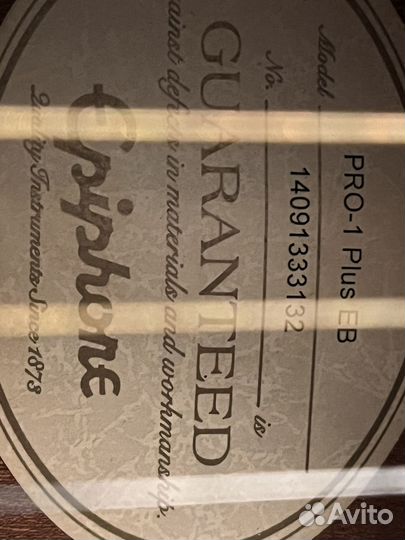 Model PRO-1 Plus EB
No. 14091333132 is
GUARANTEED
against defects in materials and workmanship.
Epiphone
Quality Instruments Since 1873
Avito